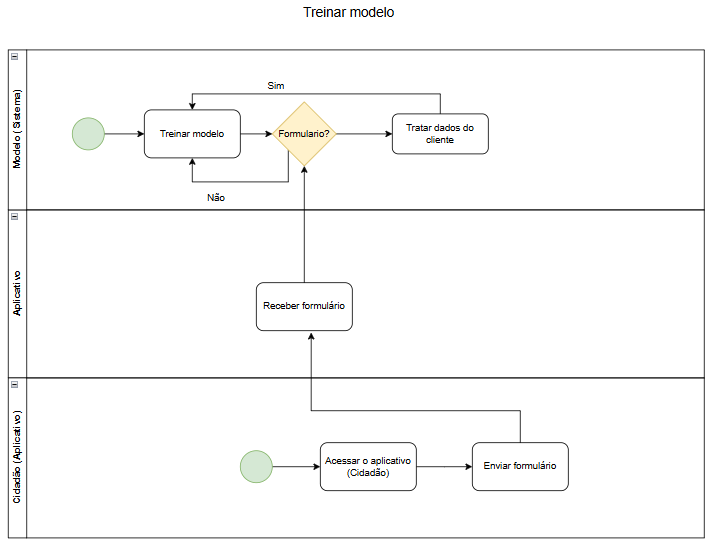 Treinar modelo
Modelo (Sistema)
Sim
Treinar modelo
Formulario?
Tratar dados do
cliente
Não
Aplicativo
Receber formulário
Cidadão (Aplicativo)
Acessar o aplicativo
(Cidadão)
Enviar formulário